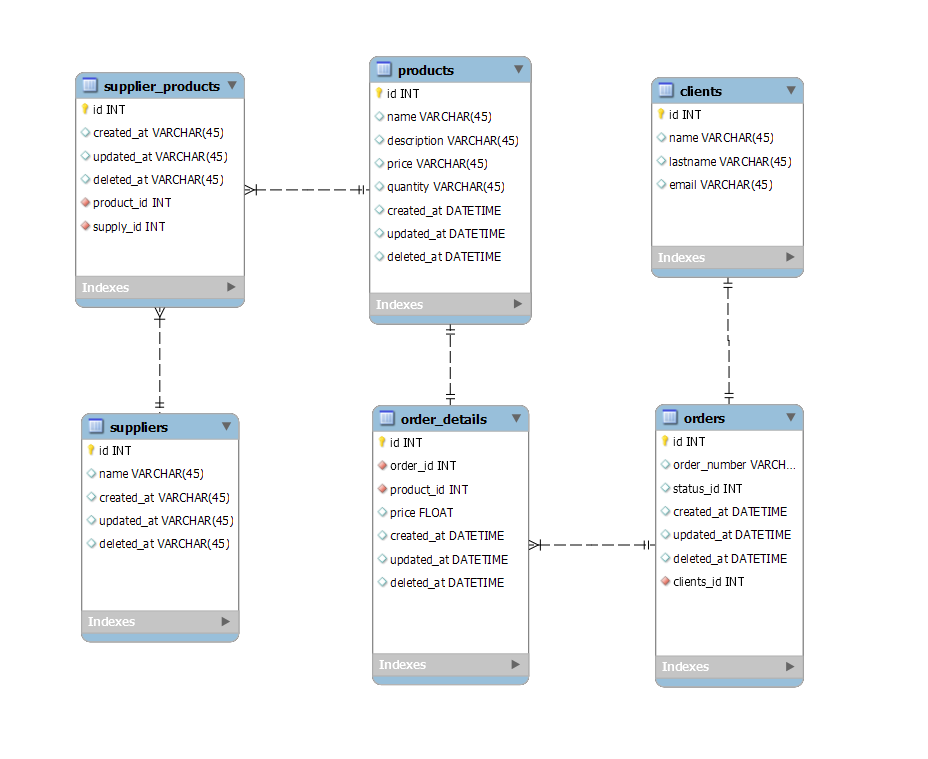 supplier_products
id INT
created_at VARCHAR(45)
updated_at VARCHAR(45)
deleted_at VARCHAR(45)
product_id INT
supply_id INT
Indexes
products
id INT
name VARCHAR(45)
description VARCHAR(45)
price VARCHAR(45)
quantity VARCHAR(45)
created_at DATETIME
updated_at DATETIME
deleted_at DATETIME
Indexes
clients
id INT
name VARCHAR(45)
lastname VARCHAR(45)
email VARCHAR(45)
Indexes
suppliers
id INT
name VARCHAR(45)
created_at VARCHAR(45)
updated_at VARCHAR(45)
deleted_at VARCHAR(45)
Indexes
order_details
id INT
order_id INT
product_id INT
price FLOAT
created_at DATETIME
updated_at DATETIME
deleted_at DATETIME
Indexes
orders
id INT
order_number VARCH...
status_id INT
created_at DATETIME
updated_at DATETIME
deleted_at DATETIME
clients_id INT
Indexes